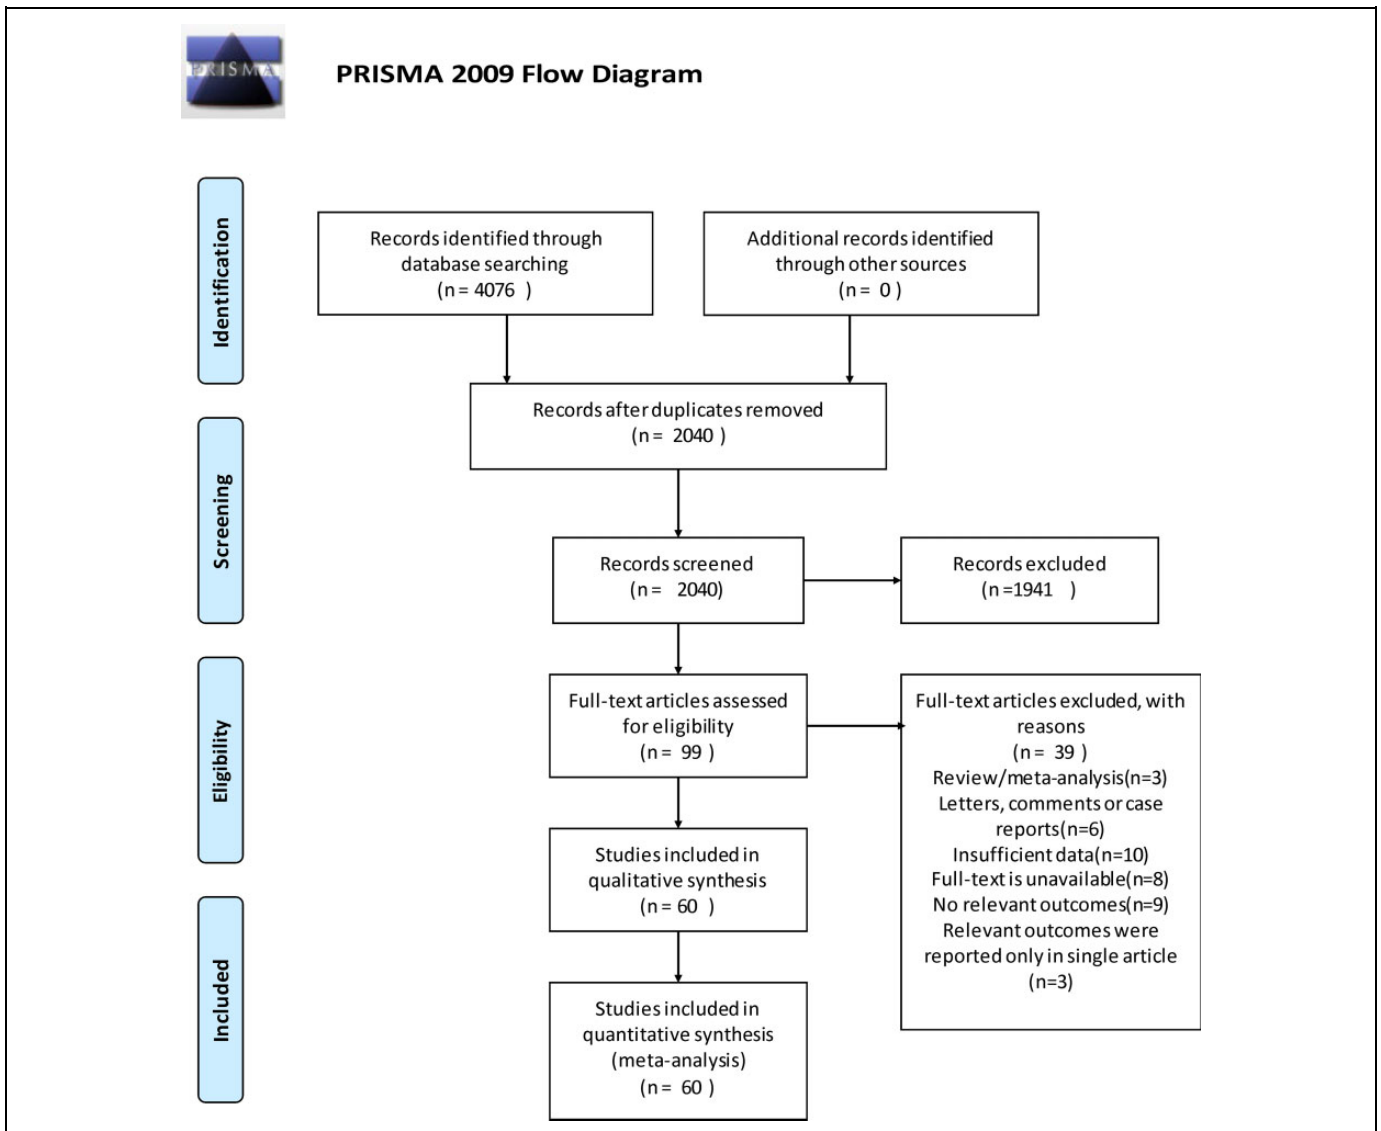 PRISMA
PRISMA 2009 Flow Diagram
Identification
Records identified through
database searching
(n = 4076 )
Additional records identified
through other sources
(n = 0 )
Records after duplicates removed
(n = 2040 )
Screening
Records screened
(n = 2040)
Records excluded
(n =1941 )
Eligibility
Full-text articles assessed
for eligibility
(n = 99 )
Full-text articles excluded, with
reasons
(n = 39 )
Review/meta-analysis(n=3)
Letters, comments or case
reports(n=6)
Insufficient data(n=10)
Full-text is unavailable(n=8)
No relevant outcomes(n=9)
Relevant outcomes were
reported only in single article
(n=3)
Studies included in
qualitative synthesis
(n = 60 )
Included
Studies included in
quantitative synthesis
(meta-analysis)
(n = 60 )